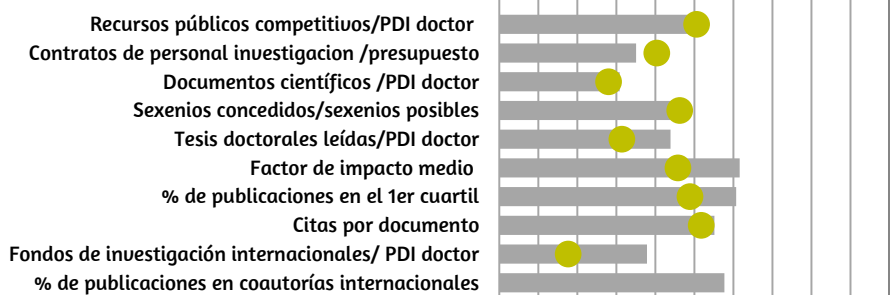 Recursos públicos competitivos/PDI doctor
Contratos de personal investigacion /presupuesto
Documentos científicos /PDI doctor
Sexenios concedidos/sexenios posibles
Tesis doctorales leídas/PDI doctor
Factor de impacto medio
% de publicaciones en el 1er cuartil
Citas por documento
Fondos de investigación internacionales/ PDI doctor
% de publicaciones en coautorías internacionales